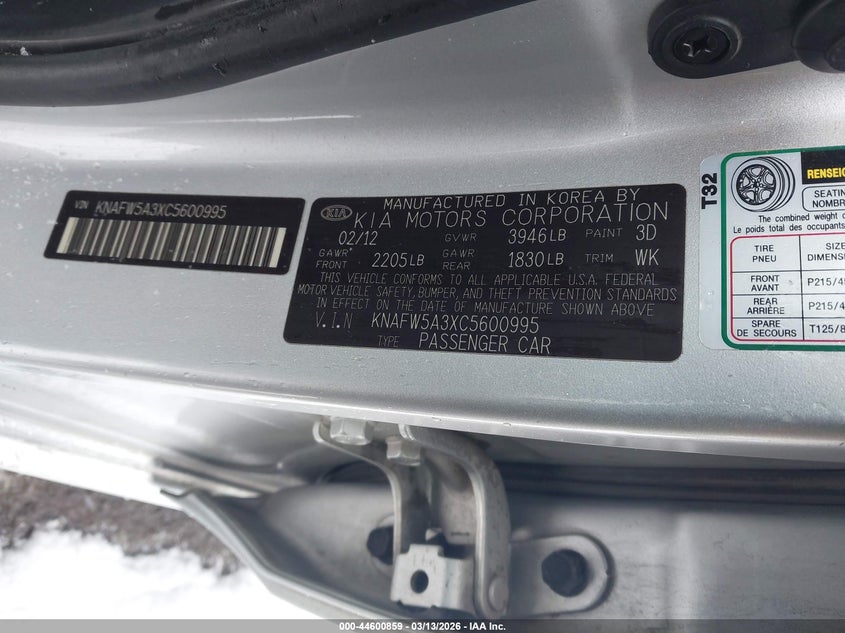 VIN KNAFW5A3XC5600995
KIA
MANUFACTURED IN KOREA BY
KIA MOTORS CORPORATION
02/12 GVWR 3946LB PAINT 3D
GAWR FRONT 2205LB GAWR REAR 1830LB TRIM WK
THIS VEHICLE CONFORMS TO ALL APPLICABLE U.S.A. FEDERAL
MOTOR VEHICLE SAFETY, BUMPER, AND THEFT PREVENTION STANDARDS
IN EFFECT ON THE DATE OF MANUFACTURE SHOWN ABOVE
V.I.N KNAFW5A3XC5600995
TYPE PASSENGER CAR
T32
SEATIN
NOMBR
The combined weight o
Le poids total des occupants
TIRE SIZE
PNEU DIMENS
FRONT
AVANT P215/4
REAR
ARRIÈRE P215/4
SPARE
DE SECOURS T125/8
RENSEIG
000-44600859 | 03/13/2026 | IAA Inc.